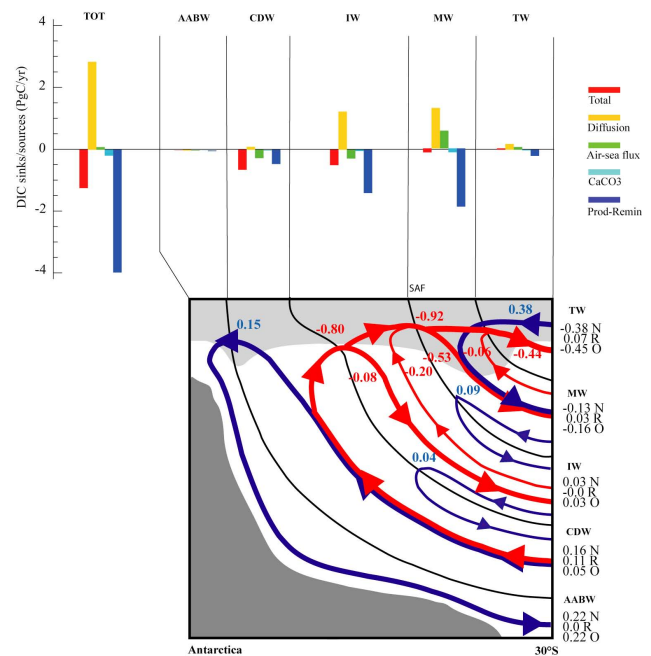 TOT AABW CDW IW MW TW
DIC sinks/sources (PgC/yr)
4
2
0
-2
-4
Total
Diffusion
Air-sea flux
CaCO3
Prod-Remin
SAF
0.15
-0.80
-0.92
0.38
-0.08
-0.20
-0.53
-0.06
-0.44
0.09
0.04
TW
-0.38 N
0.07 R
-0.45 O
MW
-0.13 N
0.03 R
-0.16 O
IW
0.03 N
-0.0 R
0.03 O
CDW
0.16 N
0.11 R
0.05 O
AABW
0.22 N
0.0 R
0.22 O
Antarctica 30°S